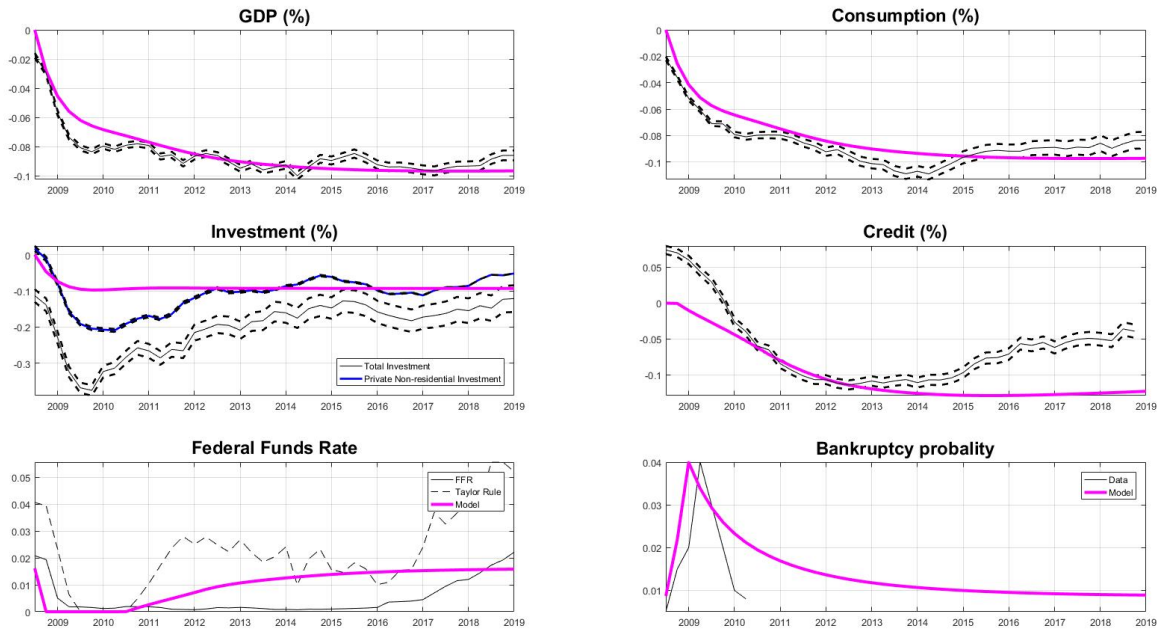 GDP (%)
0
-0.02
-0.04
-0.06
-0.08
-0.1
2009 2010 2011 2012 2013 2014 2015 2016 2017 2018 2019
Consumption (%)
0
-0.02
-0.04
-0.06
-0.08
-0.1
2009 2010 2011 2012 2013 2014 2015 2016 2017 2018 2019
Investment (%)
0
-0.1
-0.2
-0.3
Total Investment
Private Non-residential Investment
2009 2010 2011 2012 2013 2014 2015 2016 2017 2018 2019
Credit (%)
0.05
0
-0.05
-0.1
2009 2010 2011 2012 2013 2014 2015 2016 2017 2018 2019
Federal Funds Rate
0.05
0.04
0.03
0.02
0.01
0
FFR
Taylor Rule
Model
2009 2010 2011 2012 2013 2014 2015 2016 2017 2018 2019
Bankruptcy probality
0.04
0.03
0.02
0.01
Data
Model
2009 2010 2011 2012 2013 2014 2015 2016 2017 2018 2019